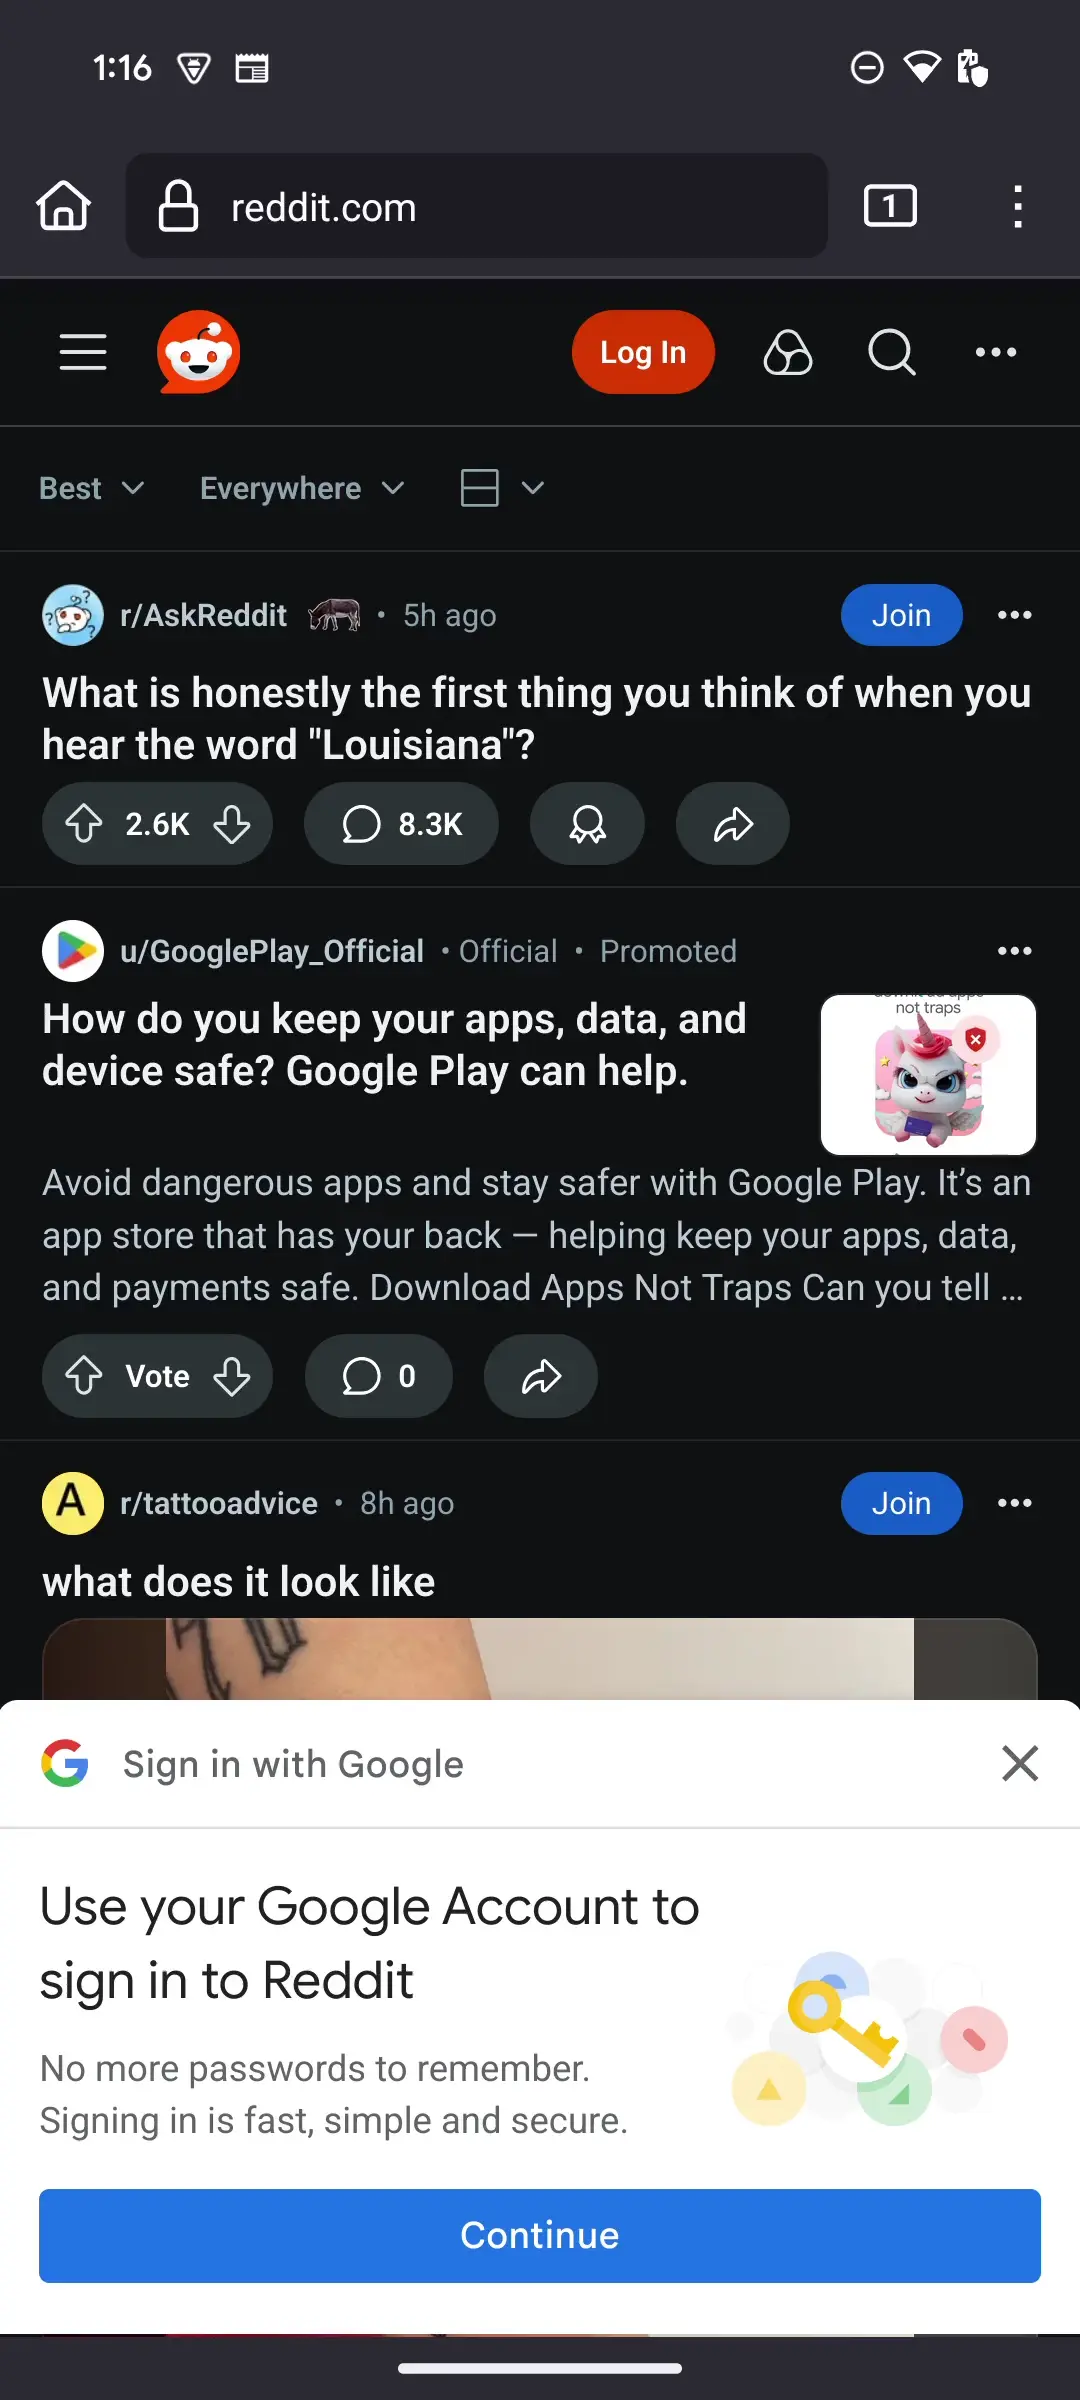 1:16
reddit.com
1
Log In
Best
Everywhere
r/AskReddit • 5h ago
Join
What is honestly the first thing you think of when you
hear the word "Louisiana"?
2.6K
8.3K
u/GooglePlay_Official • Official • Promoted
How do you keep your apps, data, and
device safe? Google Play can help.
not traps
Avoid dangerous apps and stay safer with Google Play. It’s an
app store that has your back — helping keep your apps, data,
and payments safe. Download Apps Not Traps Can you tell ...
Vote
0
A
r/tattooadvice • 8h ago
Join
what does it look like
Sign in with Google
Use your Google Account to
sign in to Reddit
No more passwords to remember.
Signing in is fast, simple and secure.
Continue